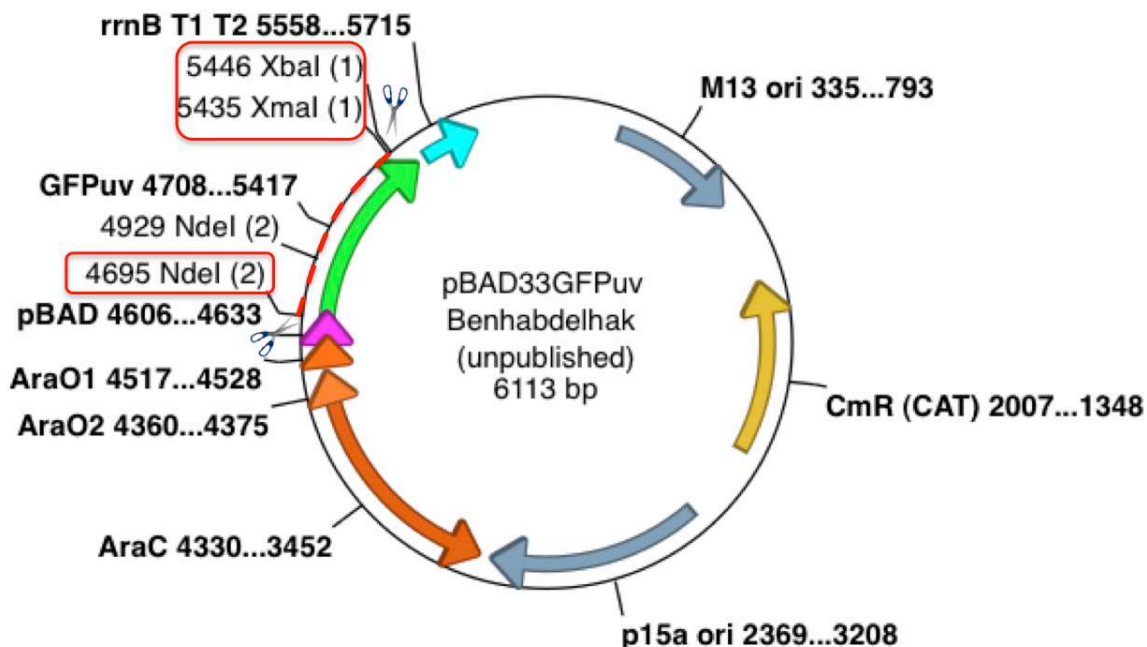 rrnB T1 T2 5558...5715
5446 XbaI (1)
5435 XmaI (1)
M13 ori 335...793
GFPuv 4708...5417
4929 NdeI (2)
4695 NdeI (2)
pBAD 4606...4633
pBAD33GFPuv
Benhabdelhak
(unpublished)
6113 bp
AraO1 4517...4528
AraO2 4360...4375
CmR (CAT) 2007...1348
AraC 4330...3452
p15a ori 2369...3208